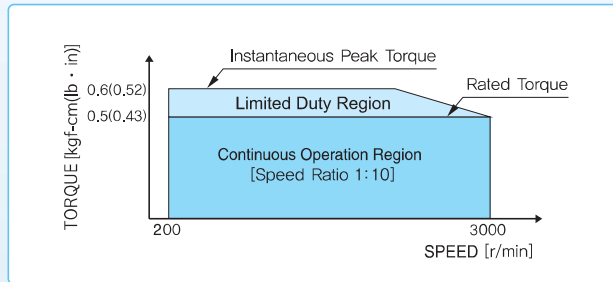 Instantaneous Peak Torque
Rated Torque
TORQUE [kgf-cm(lb · in)]
0.6(0.52)
0.5(0.43)
Limited Duty Region
Continuous Operation Region
[Speed Ratio 1:10]
200
3000
SPEED [r/min]